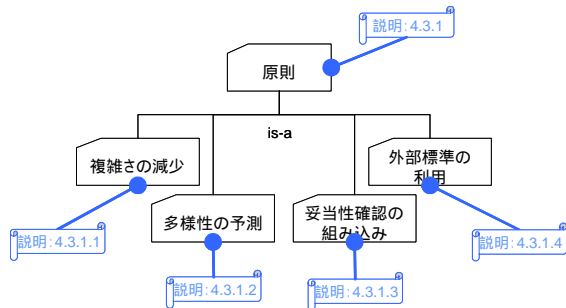 説明:4.3.1
原則
is-a
複雑さの減少
外部標準の
利用
多様性の予測
妥当性確認の
組み込み
説明:4.3.1.1
説明:4.3.1.4
説明:4.3.1.2
説明:4.3.1.3